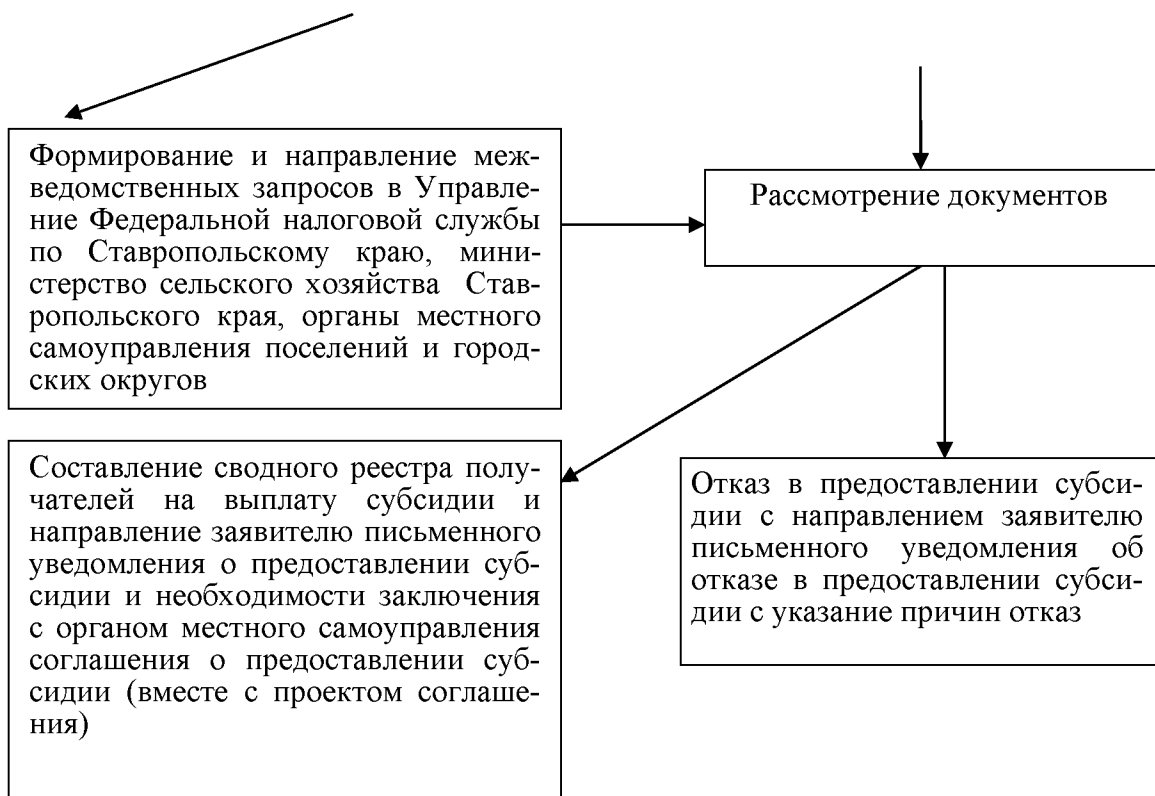 Формирование и направление меж-
ведомственных запросов в Управле-
ние Федеральной налоговой службы
по Ставропольскому краю, мини-
стерство сельского хозяйства Став-
ропольского края, органы местного
самоуправления поселений и город-
ских округов
Рассмотрение документов
Составление сводного реестра полу-
чателей на выплату субсидии и
направление заявителю письменного
уведомления о предоставлении суб-
сидии и необходимости заключения
с органом местного самоуправления
соглашения о предоставлении суб-
сидии (вместе с проектом соглаше-
ния)
Отказ в предоставлении субси-
дии с направлением заявителю
письменного уведомления об
отказе в предоставлении субси-
дии с указание причин отказ